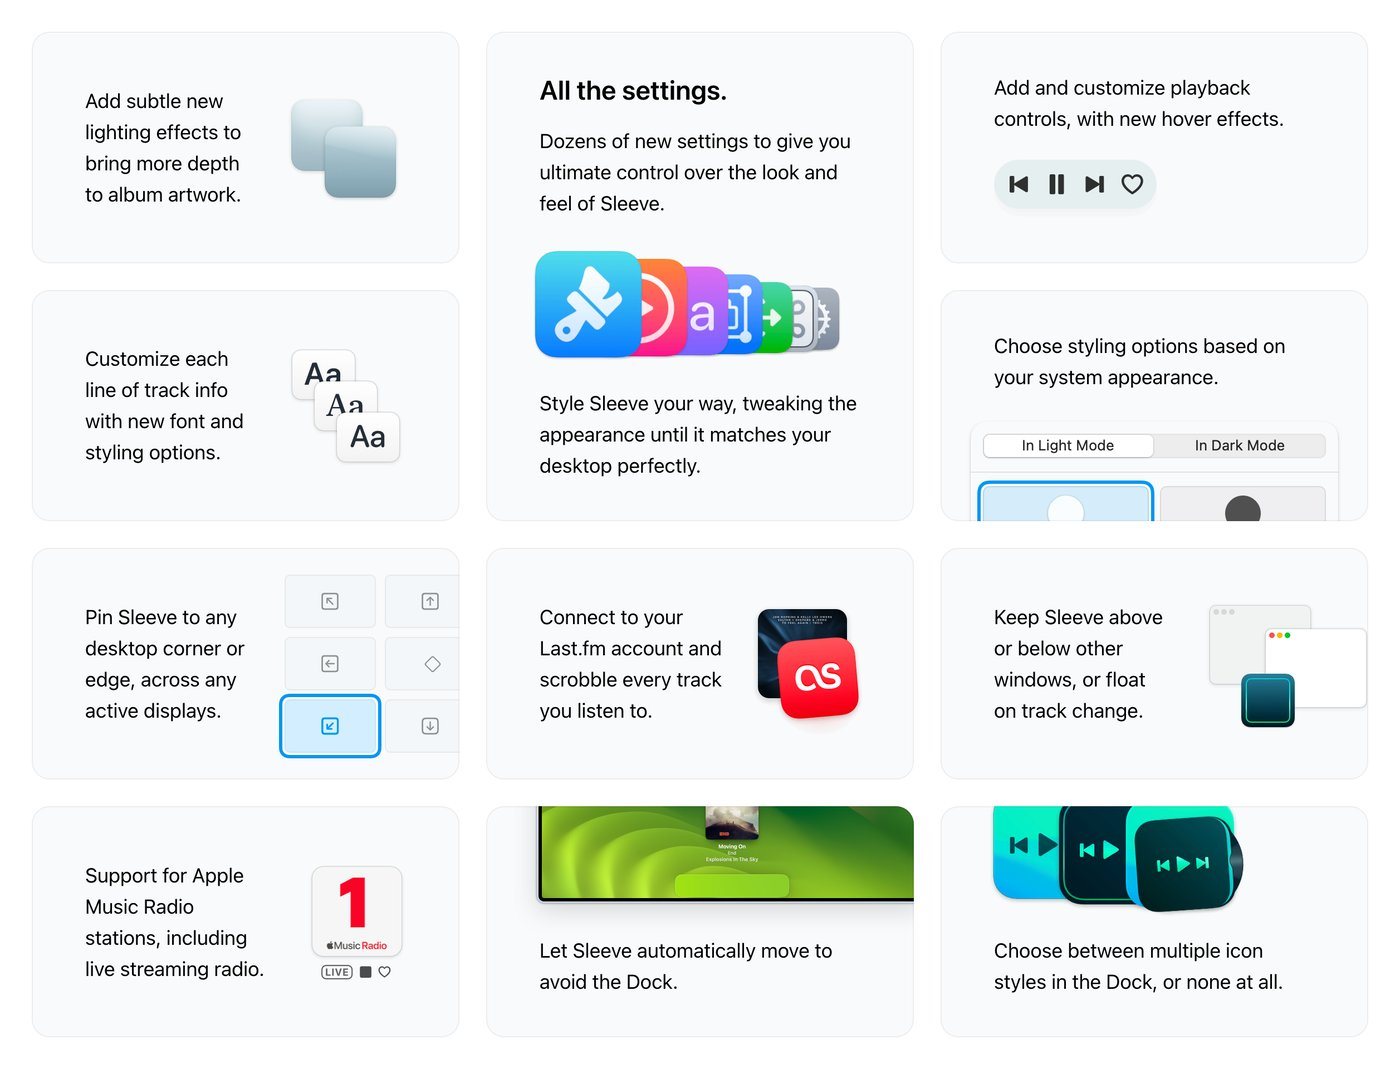 Add subtle new
lighting effects to
bring more depth
to album artwork.
All the settings.
Dozens of new settings to give you
ultimate control over the look and
feel of Sleeve.
a
Style Sleeve your way, tweaking the
appearance until it matches your
desktop perfectly.
Add and customize playback
controls, with new hover effects.
Customize each
line of track info
with new font and
styling options.
Aa
Aa
Aa
Choose styling options based on
your system appearance.
In Light Mode
In Dark Mode
Pin Sleeve to any
desktop corner or
edge, across any
active displays.
Connect to your
Last.fm account and
scrobble every track
you listen to.
as
Keep Sleeve above
or below other
windows, or float
on track change.
Support for Apple
Music Radio
stations, including
live streaming radio.
1
Music Radio
LIVE
END
Moving On
End
Explosions In The Sky
Let Sleeve automatically move to
avoid the Dock.
Choose between multiple icon
styles in the Dock, or none at all.